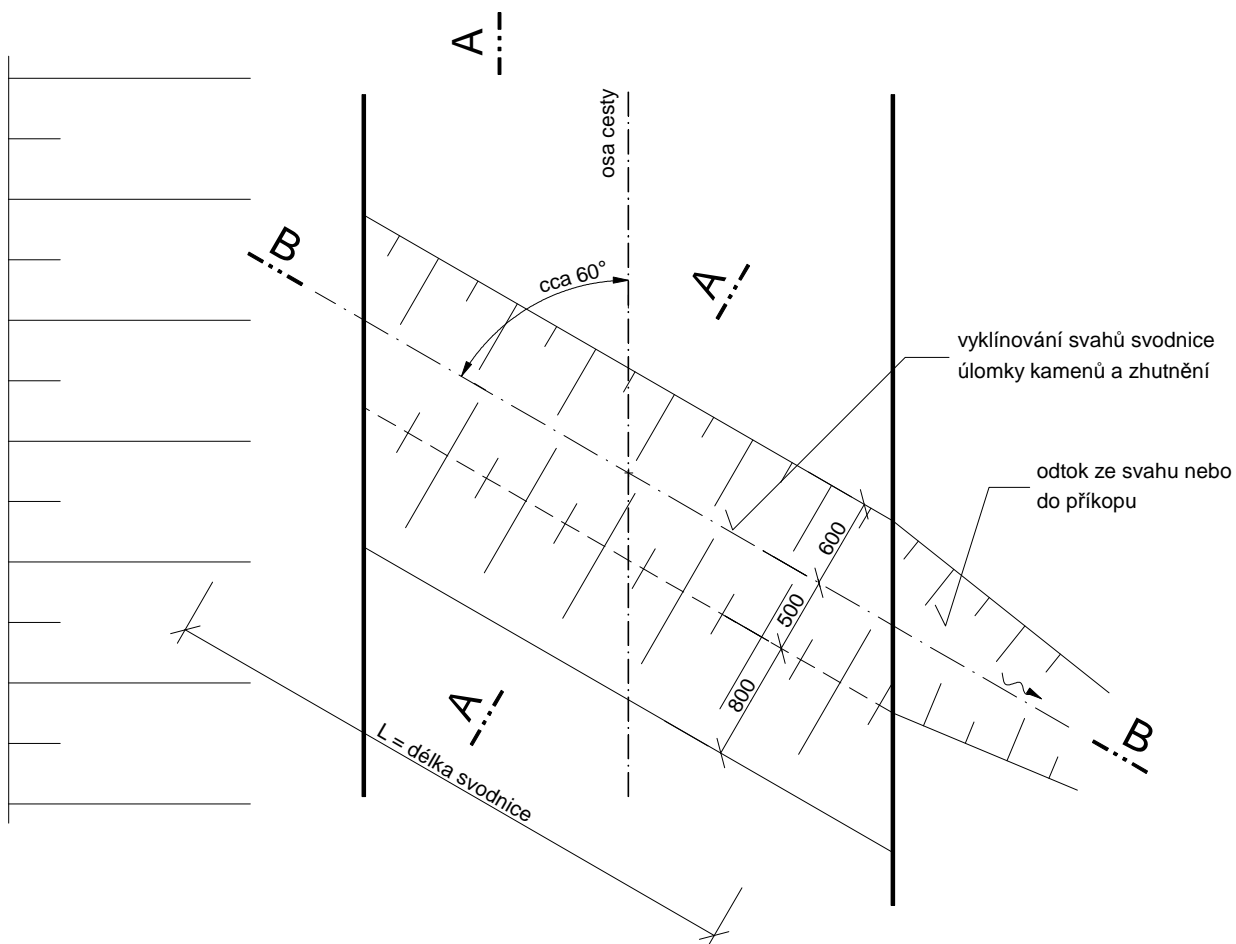 A
osa cesty
B
cca 60°
A
vyklínování svahů svodnice
úlomky kamenů a zhutnění
odtok ze svahu nebo
do příkopu
600
500
800
A
L = délka svodnice
B